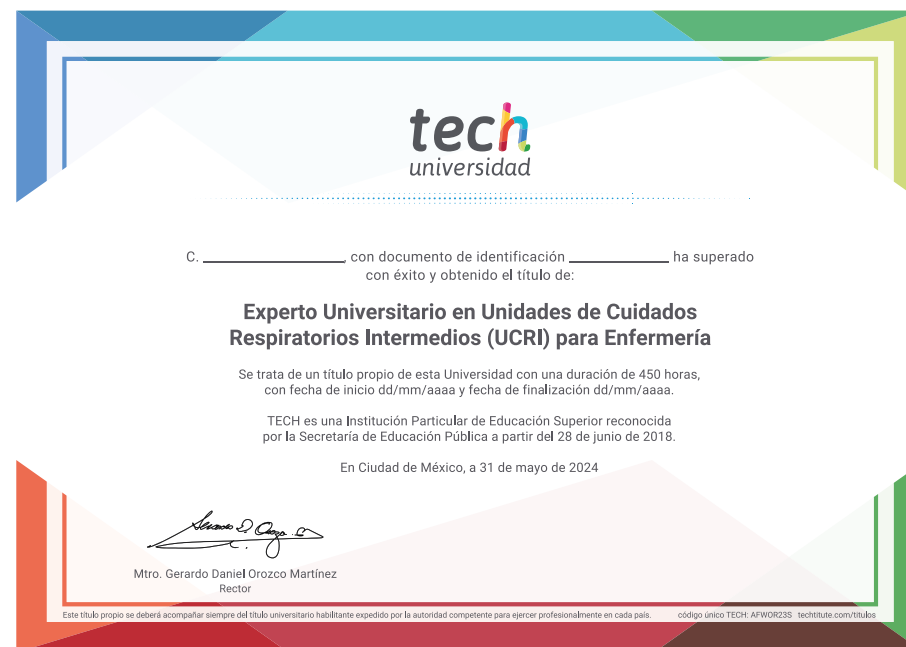 tech
universidad
C. ____________________, con documento de identificación ______________ ha superado
con éxito y obtenido el título de:
Experto Universitario en Unidades de Cuidados
Respiratorios Intermedios (UCRI) para Enfermería
Se trata de un título propio de esta Universidad con una duración de 450 horas,
con fecha de inicio dd/mm/aaaa y fecha de finalización dd/mm/aaaa.
TECH es una Institución Particular de Educación Superior reconocida
por la Secretaría de Educación Pública a partir del 28 de junio de 2018.
En Ciudad de México, a 31 de mayo de 2024
Mtro. Gerardo Daniel Orozco Martínez
Rector
Este título propio se deberá acompañar siempre del título universitario habilitante expedido por la autoridad competente para ejercer profesionalmente en cada país. código único TECH: AFWOR23S techtitute.com/titulos